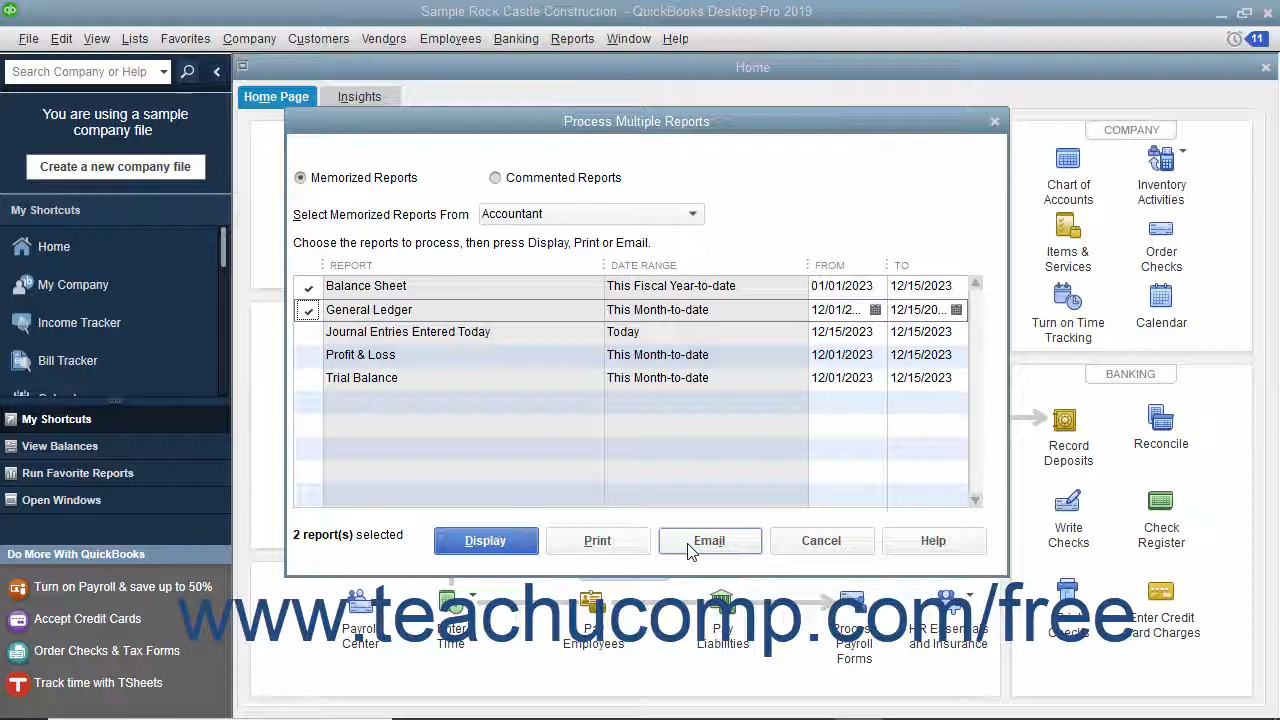 Sample Rock Castle Construction - QuickBooks Desktop Pro 2019
File Edit View Lists Favorites Company Customers Vendors Employees Banking Reports Window Help
11
Search Company or Help
You are using a sample
company file
Create a new company file
My Shortcuts
Home
My Company
Income Tracker
Bill Tracker
My Shortcuts
View Balances
Run Favorite Reports
Open Windows
Do More With QuickBooks
Turn on Payroll & save up to 50%
Accept Credit Cards
Order Checks & Tax Forms
Track time with TSheets
Home
Home Page Insights
Process Multiple Reports
Memorized Reports Commented Reports
Select Memorized Reports From Accountant
Choose the reports to process, then press Display, Print or Email.
REPORT DATE RANGE FROM TO
Balance Sheet This Fiscal Year-to-date 01/01/2023 12/15/2023
General Ledger This Month-to-date 12/01/2... 12/15/20...
Journal Entries Entered Today Today 12/15/2023 12/15/2023
Profit & Loss This Month-to-date 12/01/2023 12/15/2023
Trial Balance This Month-to-date 12/01/2023 12/15/2023
2 report(s) selected
Display Print Email Cancel Help
COMPANY
Chart of
Accounts
Inventory
Activities
Items &
Services
Order
Checks
Turn on Time
Tracking
Calendar
BANKING
Record
Deposits
Reconcile
Write
Checks
Check
Register
Checks
Enter Credit
Card Charges
Payroll
Center
Enter
Time
Pay
Employees
Pay
Liabilities
Process
Payroll
Forms
HR Essentials
and Insurance
www.teachucomp.com/free